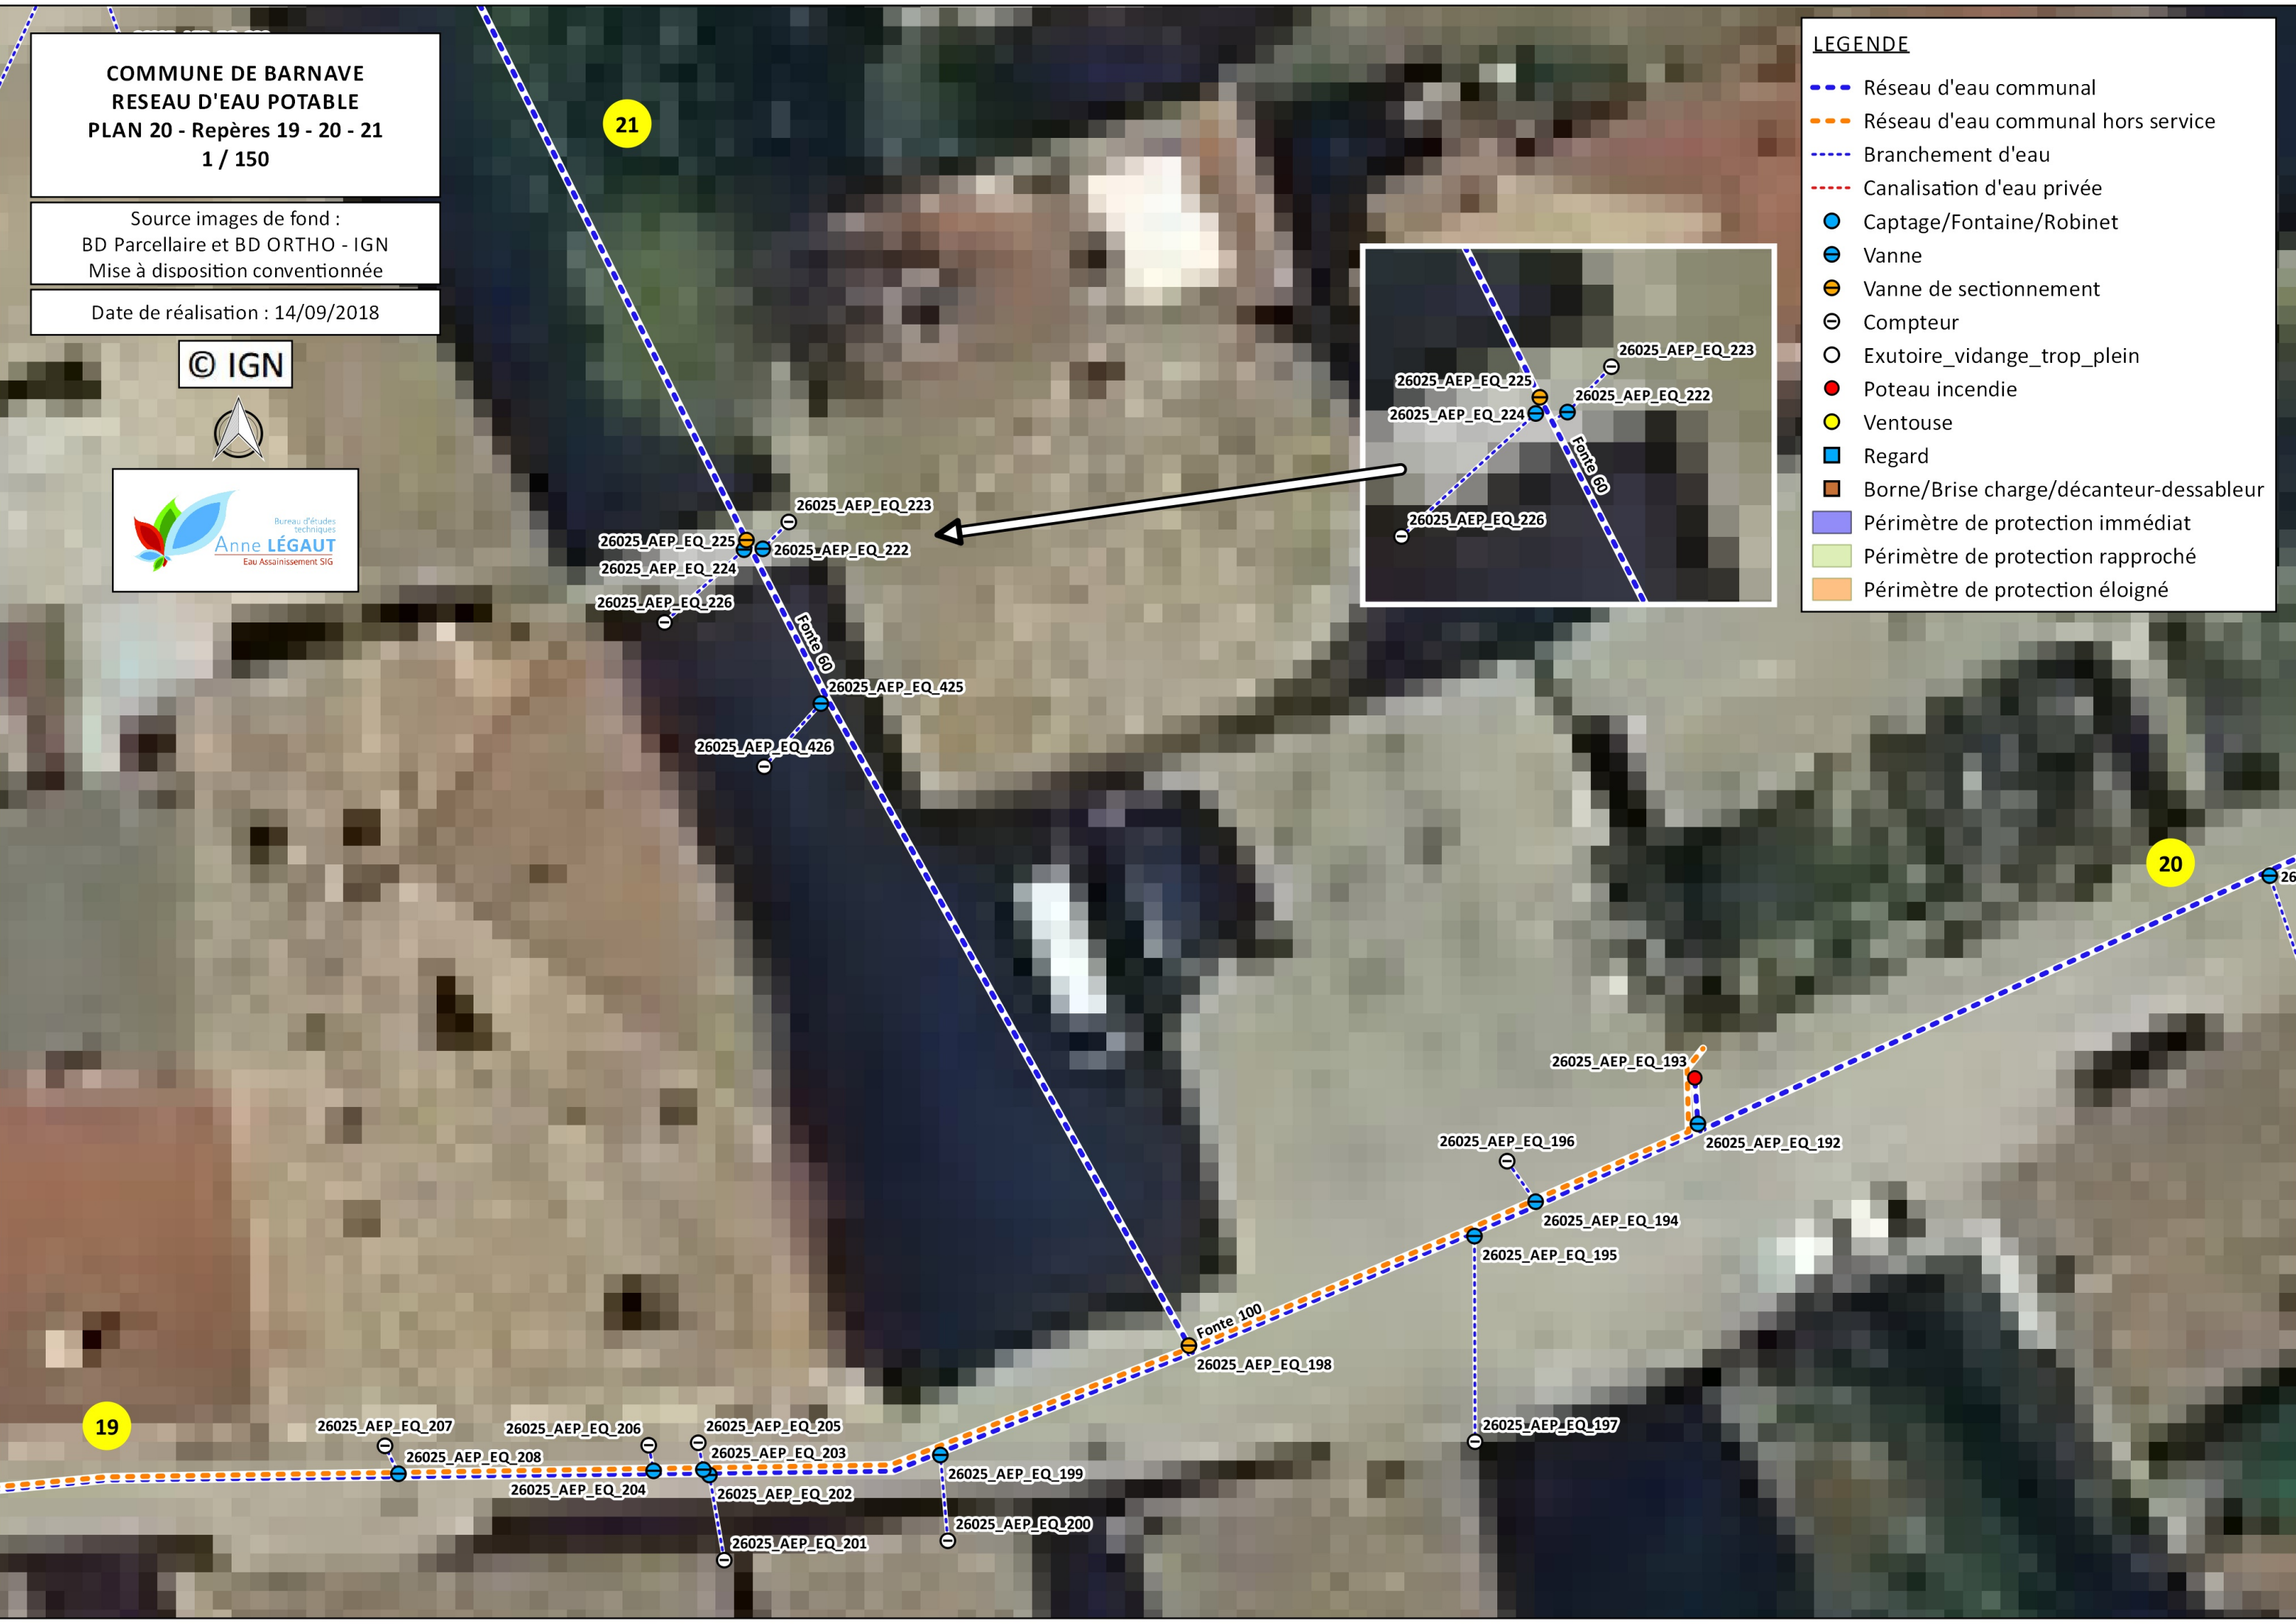 COMMUNE DE BARNAVE
RESEAU D'EAU POTABLE
PLAN 20 - Repères 19 - 20 - 21
1 / 150
Source images de fond :
BD Parcellaire et BD ORTHO - IGN
Mise à disposition conventionnée
Date de réalisation : 14/09/2018
© IGN
Bureau d'études
techniques
Anne LÉGAUT
Eau Assainissement SIG
LEGENDE
Réseau d'eau communal
Réseau d'eau communal hors service
Branchement d'eau
Canalisation d'eau privée
Captage/Fontaine/Robinet
Vanne
Vanne de sectionnement
Compteur
Exutoire_vidange_trop_plein
Poteau incendie
Ventouse
Regard
Borne/Brise charge/décanteur-dessableur
Périmètre de protection immédiat
Périmètre de protection rapproché
Périmètre de protection éloigné
21
26025_AEP_EQ_223
26025_AEP_EQ_225
26025_AEP_EQ_222
26025_AEP_EQ_224
Fonte 60
26025_AEP_EQ_226
26025_AEP_EQ_223
26025_AEP_EQ_225
26025_AEP_EQ_222
26025_AEP_EQ_224
26025_AEP_EQ_226
Fonte 60
26025_AEP_EQ_425
26025_AEP_EQ_426
20
26
26025_AEP_EQ_193
26025_AEP_EQ_192
26025_AEP_EQ_196
26025_AEP_EQ_194
26025_AEP_EQ_195
Fonte 100
26025_AEP_EQ_198
26025_AEP_EQ_197
19
26025_AEP_EQ_207
26025_AEP_EQ_206
26025_AEP_EQ_205
26025_AEP_EQ_208
26025_AEP_EQ_203
26025_AEP_EQ_199
26025_AEP_EQ_204
26025_AEP_EQ_202
26025_AEP_EQ_200
26025_AEP_EQ_201